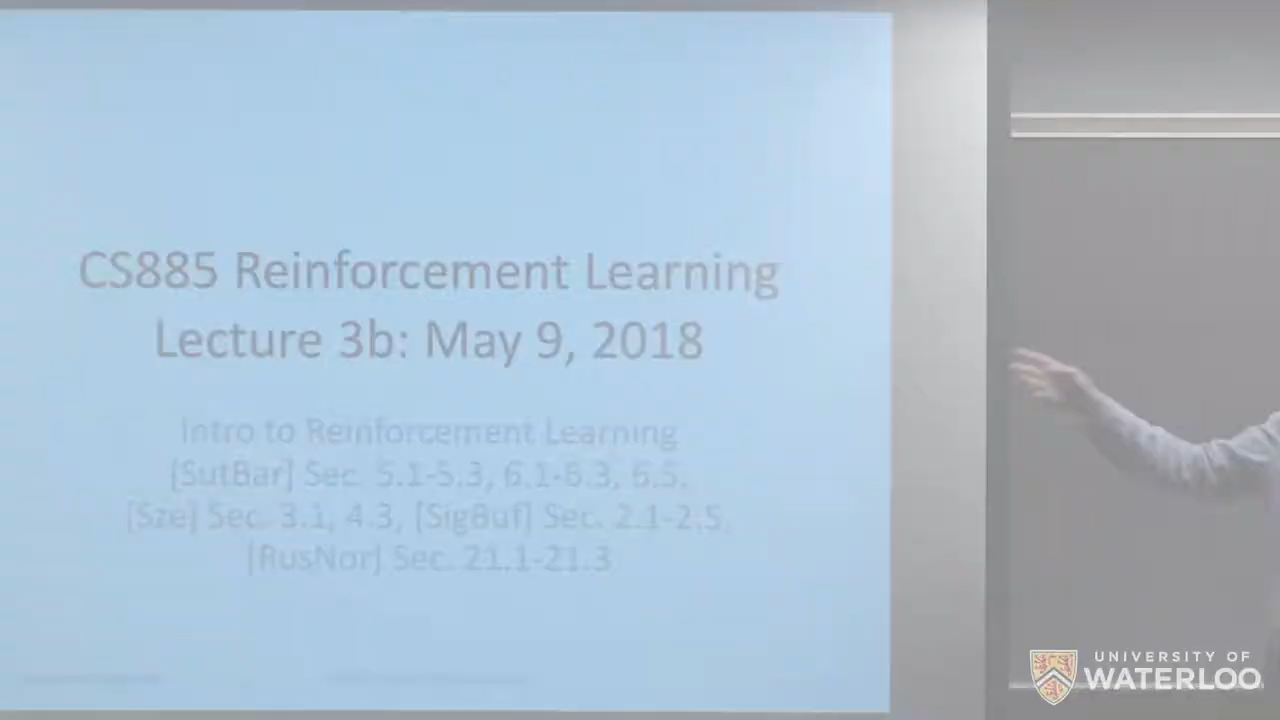 CS885 Reinforcement Learning
Lecture 3b: May 9, 2018
Intro to Reinforcement Learning
[SutBar] Sec. 5.1-5.3, 6.1-6.3, 6.5,
[Sze] Sec. 3.1, 4.3, [SigBuf] Sec. 2.1-2.5,
[RusNor] Sec. 21.1-21.3
UNIVERSITY OF
WATERLOO